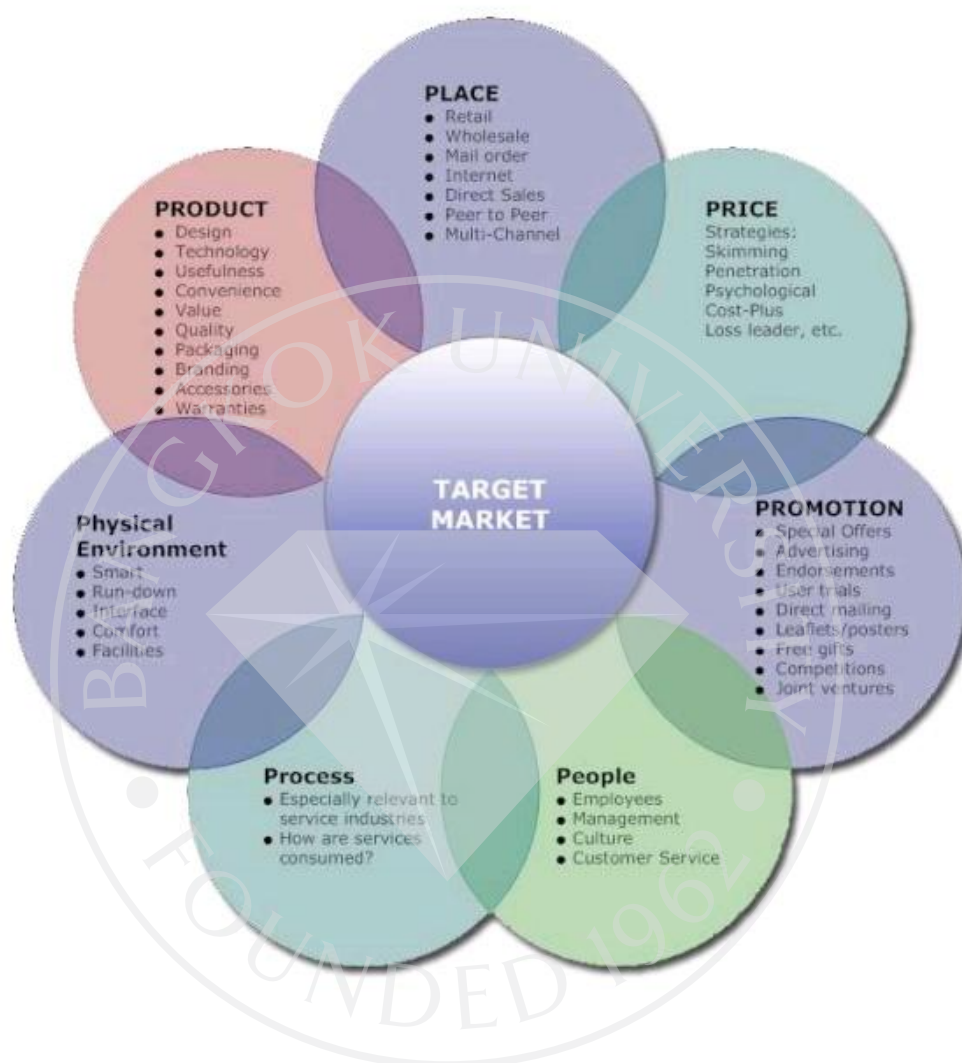 PLACE
● Retail
● Wholesale
● Mail order
● Internet
● Direct Sales
● Peer to Peer
● Multi-Channel
PRODUCT
● Design
● Technology
● Usefulness
● Convenience
● Value
● Quality
● Packaging
● Branding
● Accessories
● Warranties
PRICE
Strategies:
Skimming
Penetration
Psychological
Cost-Plus
Loss leader, etc.
TARGET
MARKET
Physical
Environment
● Smart
● Run-down
● Interface
● Comfort
● Facilities
PROMOTION
● Special Offers
● Advertising
● Endorsements
● User trials
● Direct mailing
● Leaflets/posters
● Free gifts
● Competitions
● Joint ventures
Process
● Especially relevant to
service industries
● How are services
consumed?
People
● Employees
● Management
● Culture
● Customer Service
BANGKOK UNIVERSITY
FOUNDED 1962